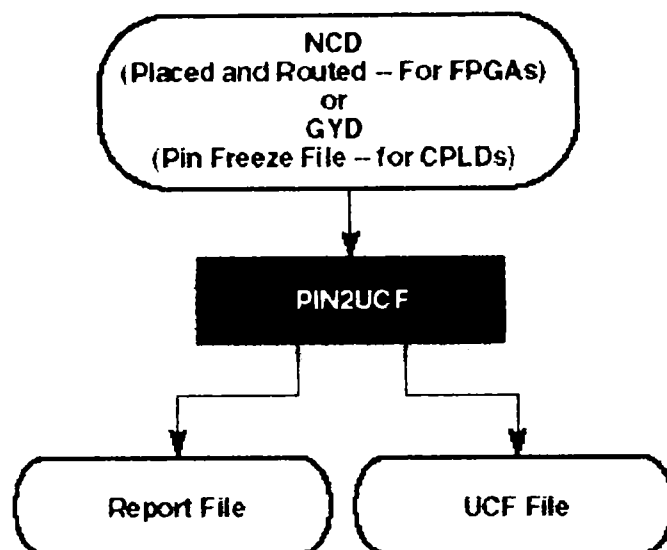 NCD
(Placed and Routed -- For FPGAs)
or
GYD
(Pin Freeze File -- for CPLDs)
PIN2UCF
Report File
UCF File